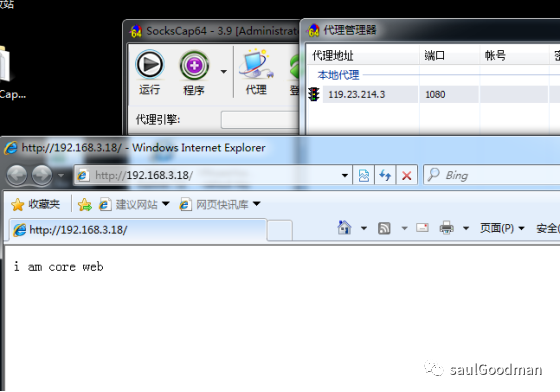 收站
Cap...
SocksCap64 - 3.9 [Administrato
运行
程序
代理
登
代理引擎:
代理管理器
代理地址 端口 帐号
本地代理
119.23.214.3 1080
http://192.168.3.18/ - Windows Internet Explorer
http://192.168.3.18/
Bing
收藏夹 建议网站 网页快讯库
http://192.168.3.18/
页面(P) 安全(
i am core web
saulGoodman